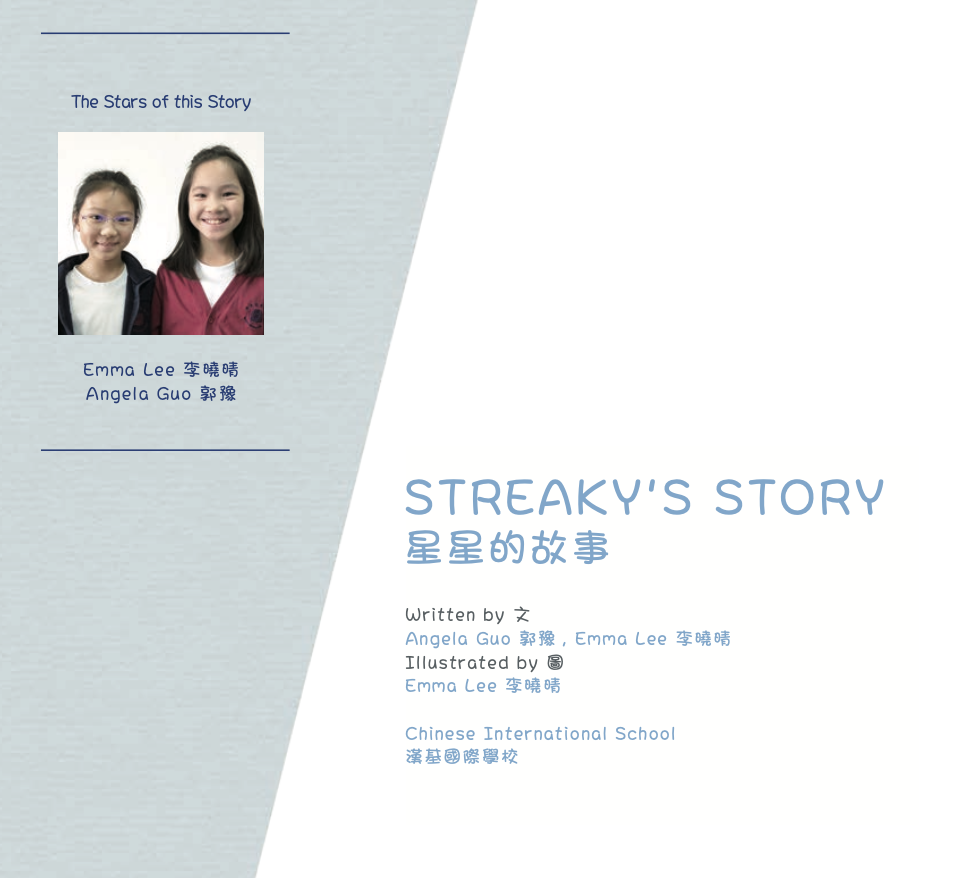 The Stars of this Story
Emma Lee 李曉晴
Angela Guo 郭豫
STREAKY'S STORY
星星的故事
Written by 文
Angela Guo 郭豫 , Emma Lee 李曉晴
Illustrated by 圖
Emma Lee 李曉晴
Chinese International School
漢基國際學校